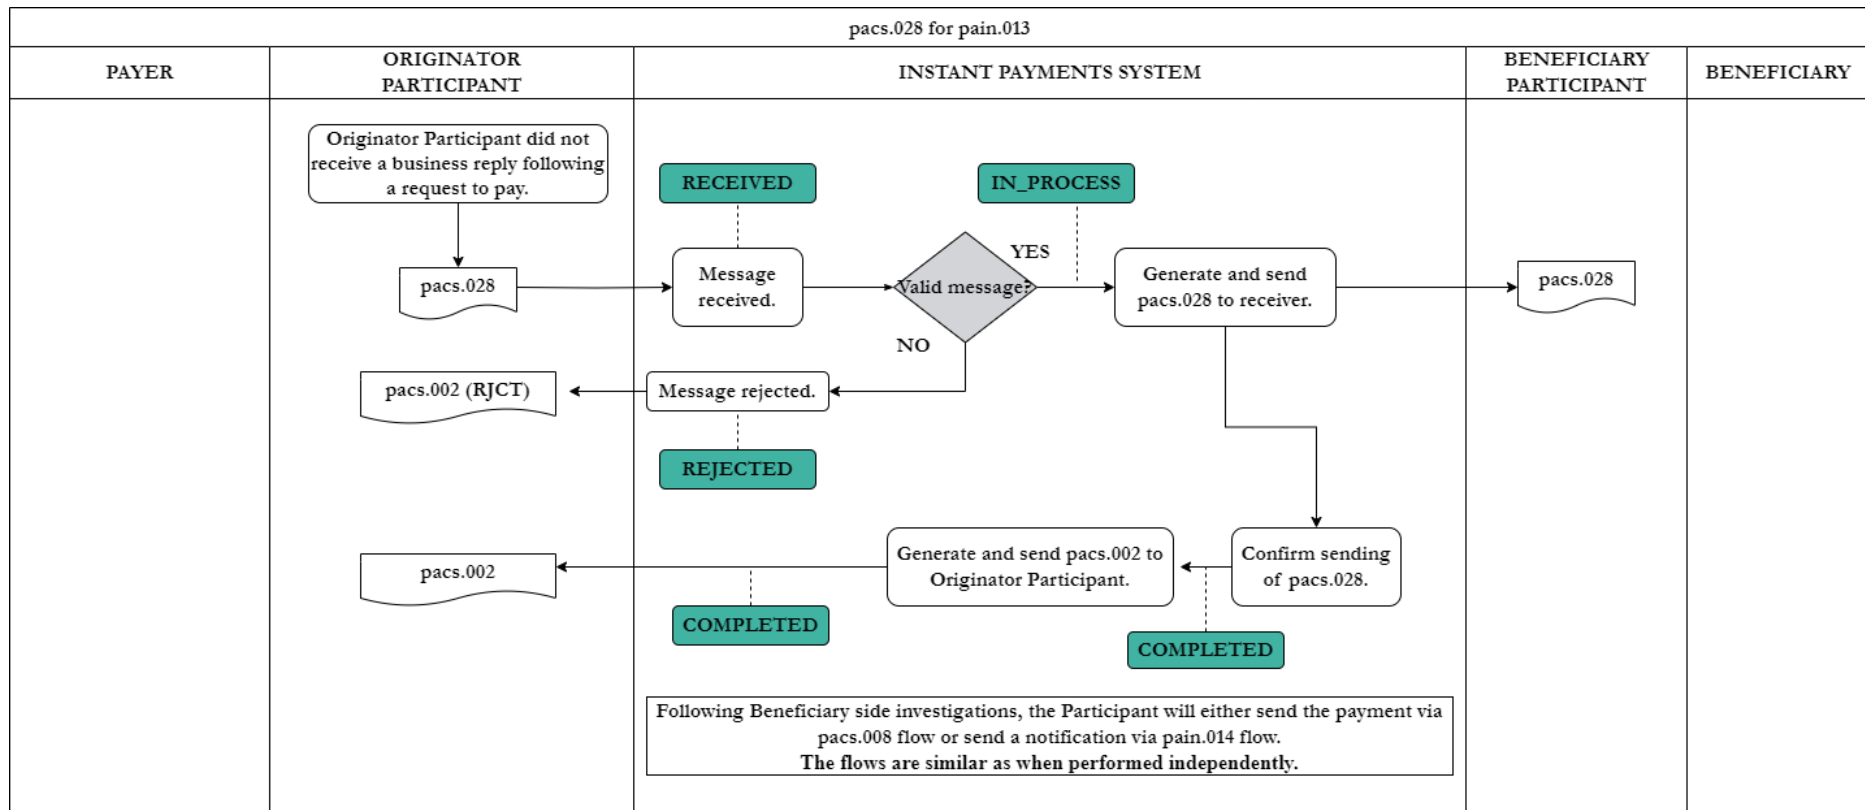 pacs.028 for pain.013
PAYER
ORIGINATOR
PARTICIPANT
INSTANT PAYMENTS SYSTEM
BENEFICIARY
PARTICIPANT
BENEFICIARY
Originator Participant did not
receive a business reply following
a request to pay.
RECEIVED
IN_PROCESS
YES
pacs.028
Message
received.
Valid message?
Generate and send
pacs.028 to receiver.
pacs.028
NO
pacs.002 (RJCT)
Message rejected.
REJECTED
pacs.002
Generate and send pacs.002 to
Originator Participant.
Confirm sending
of pacs.028.
COMPLETED
COMPLETED
Following Beneficiary side investigations, the Participant will either send the payment via
pacs.008 flow or send a notification via pain.014 flow.
The flows are similar as when performed independently.